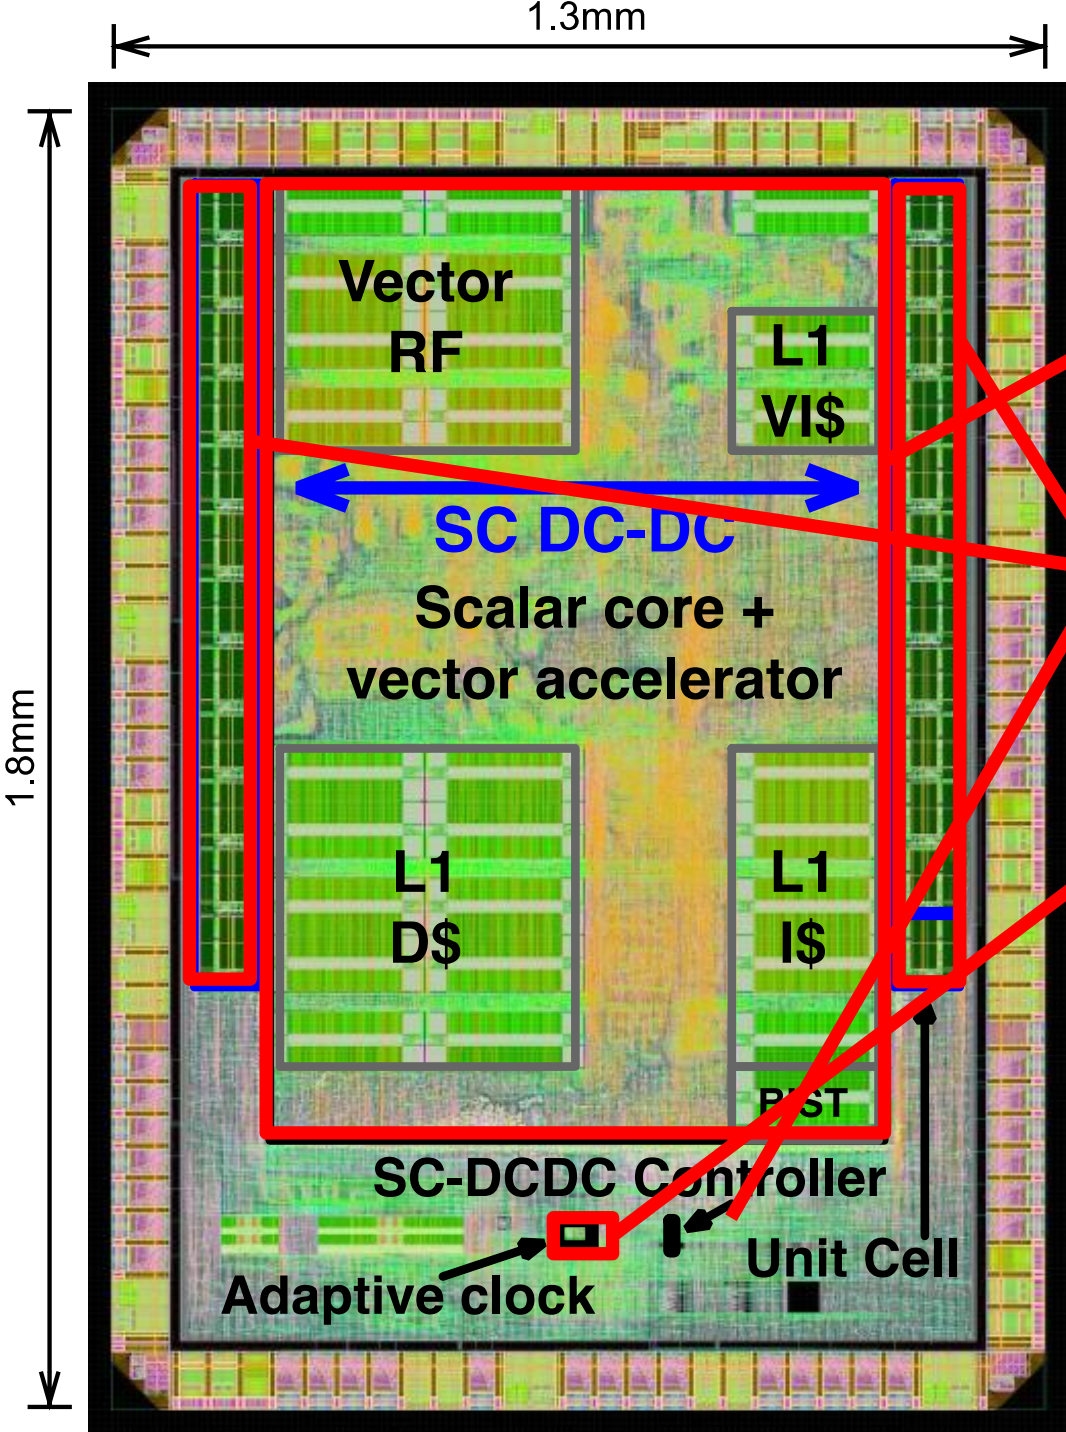 1.3mm
1.8mm
Vector
RF
L1
VI$
SC DC-DC
Scalar core +
vector accelerator
L1
D$
L1
I$
BIST
SC-DCDC Controller
Unit Cell
Adaptive clock